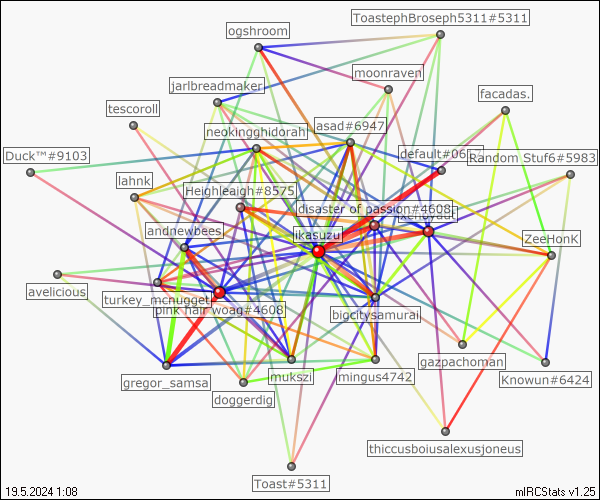 ToastephBroseph5311#5311
ogshroom
moonraven
jarlbreadmaker
facadas.
tescoroll
asad#6947
neokingghidorah
Duck™#9103
default#06
Random Stuf6#5983
lahnk
Heighleaigh#8575
disaster of passion#4608
andnewbees
ikasuzu
ZeeHonk
avelicious
turkey_mcnugget
pink hair woag#4608
bigcitysamurai
gazpachoman
gregor_samsa
mukszi
mingus4742
Knowun#6424
doggerdig
thiccusboiusalexusjoneus
Toast#5311
19.5.2024 1:08
mIRCStats v1.25